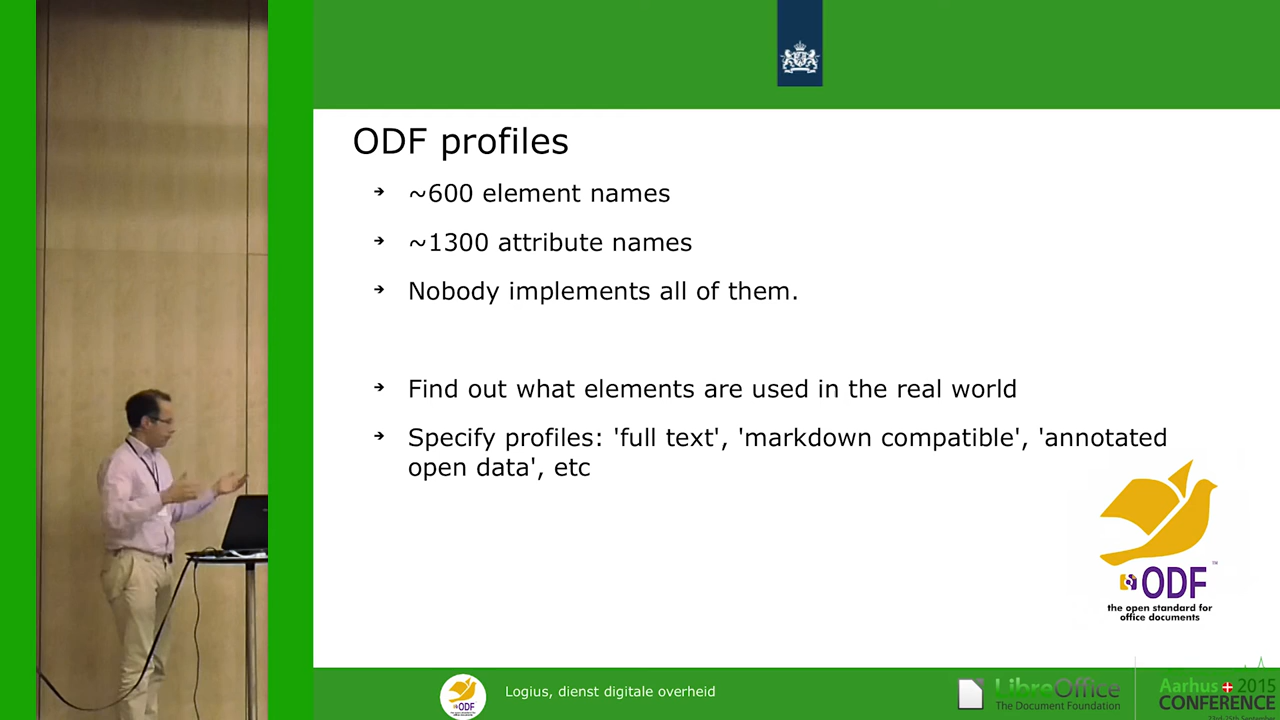 ODF profiles
~600 element names
~1300 attribute names
Nobody implements all of them.
Find out what elements are used in the real world
Specify profiles: 'full text', 'markdown compatible', 'annotated
open data', etc
ODF
the open standard for
office documents
ODF
Logius, dienst digitale overheid
LibreOffice
The Document Foundation
Aarhus 2015
CONFERENCE